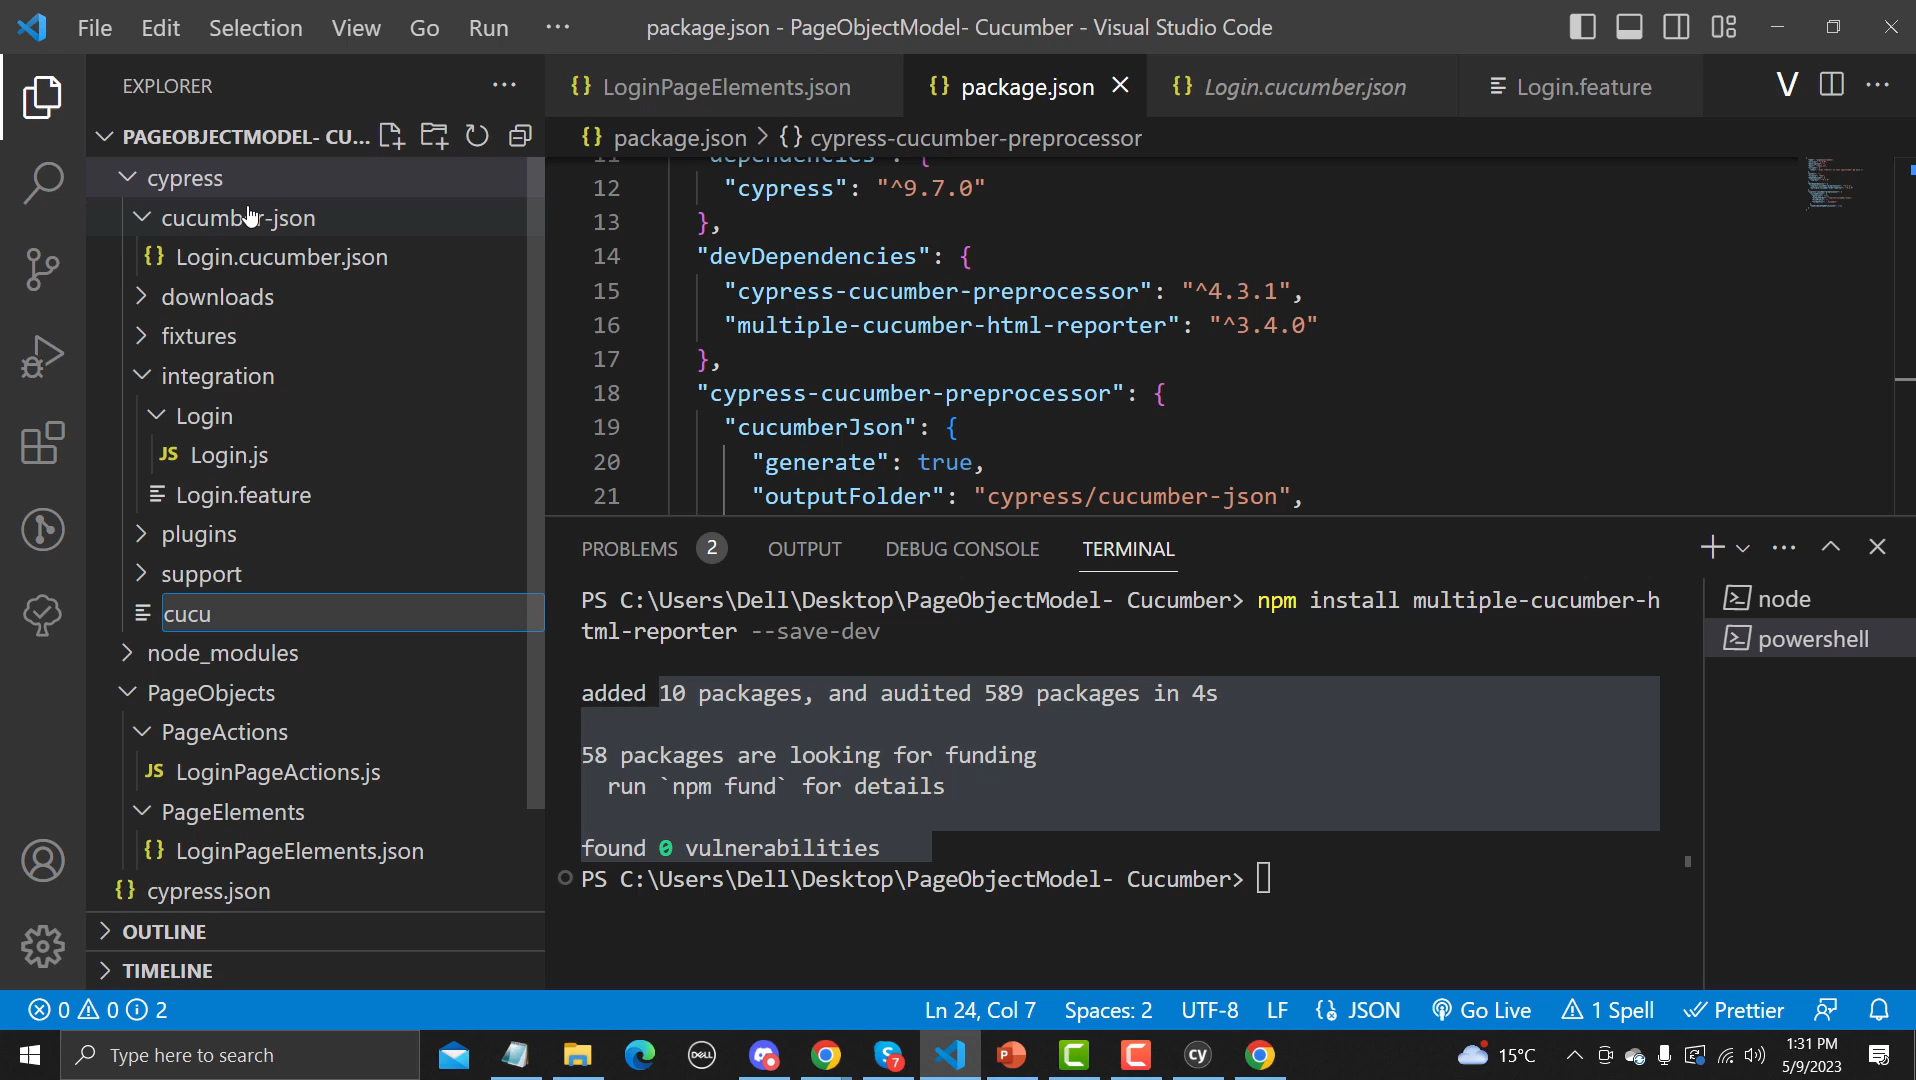 File Edit Selection View Go Run ··· package.json - PageObjectModel- Cucumber - Visual Studio Code
EXPLORER
PAGEOBJECTMODEL- CU...
cypress
cucumber-json
Login.cucumber.json
downloads
fixtures
integration
Login
JS Login.js
Login.feature
plugins
support
cucu
node_modules
PageObjects
PageActions
JS LoginPageActions.js
PageElements
{} LoginPageElements.json
{} cypress.json
OUTLINE
TIMELINE
{} LoginPageElements.json {} package.json {} Login.cucumber.json Login.feature
{} package.json > {} cypress-cucumber-preprocessor
11 "dependencies": {
12 "cypress": "^9.7.0"
13 },
14 "devDependencies": {
15 "cypress-cucumber-preprocessor": "^4.3.1",
16 "multiple-cucumber-html-reporter": "^3.4.0"
17 },
18 "cypress-cucumber-preprocessor": {
19 "cucumberJson": {
20 "generate": true,
21 "outputFolder": "cypress/cucumber-json",
PROBLEMS 2 OUTPUT DEBUG CONSOLE TERMINAL
PS C:\Users\Dell\Desktop\PageObjectModel- Cucumber> npm install multiple-cucumber-h
tml-reporter --save-dev
added 10 packages, and audited 589 packages in 4s
58 packages are looking for funding
run `npm fund` for details
found 0 vulnerabilities
PS C:\Users\Dell\Desktop\PageObjectModel- Cucumber>
node
powershell
0 0 2 Ln 24, Col 7 Spaces: 2 UTF-8 LF {} JSON Go Live 1 Spell Prettier
Type here to search
DELL
7
cy
15°C
1:31 PM
5/9/2023